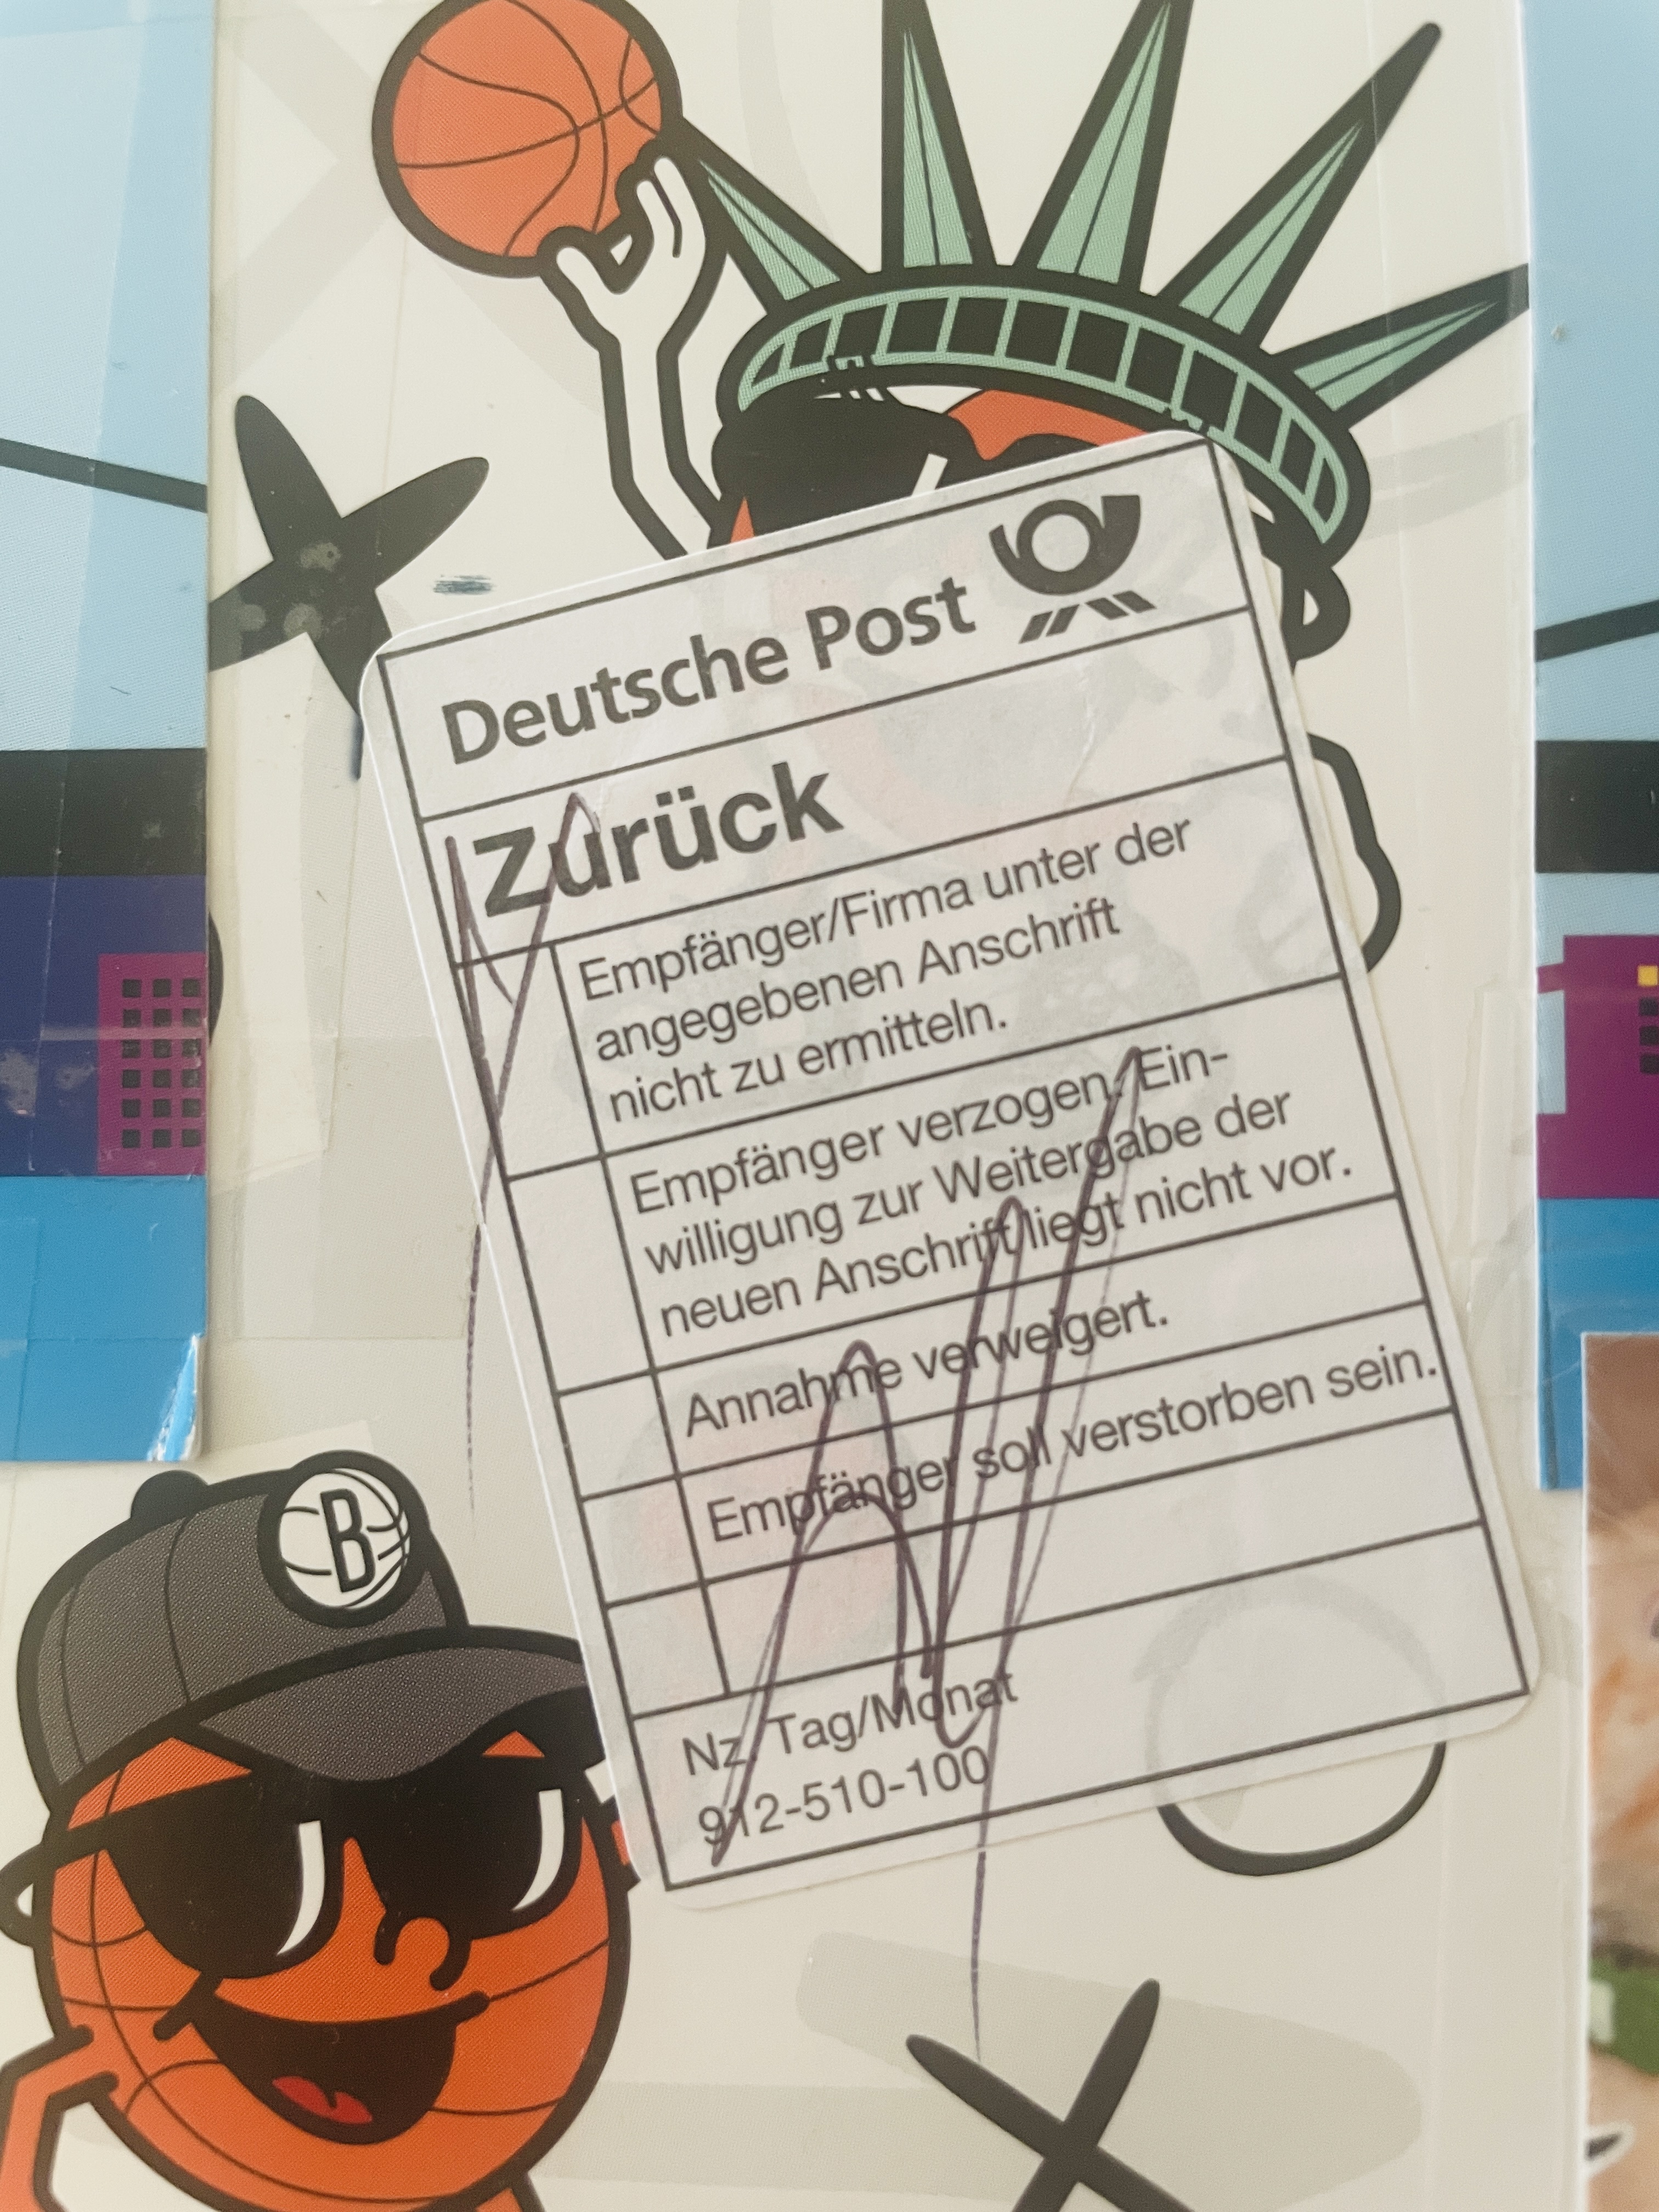 Deutsche Post
Zurück
Empfänger/Firma unter der
angegebenen Anschrift
nicht zu ermitteln.
Empfänger verzogen. Ein-
willigung zur Weitergabe der
neuen Anschrift liegt nicht vor.
Annahme verweigert.
Empfänger soll verstorben sein.
Nz, Tag/Monat
912-510-100
B